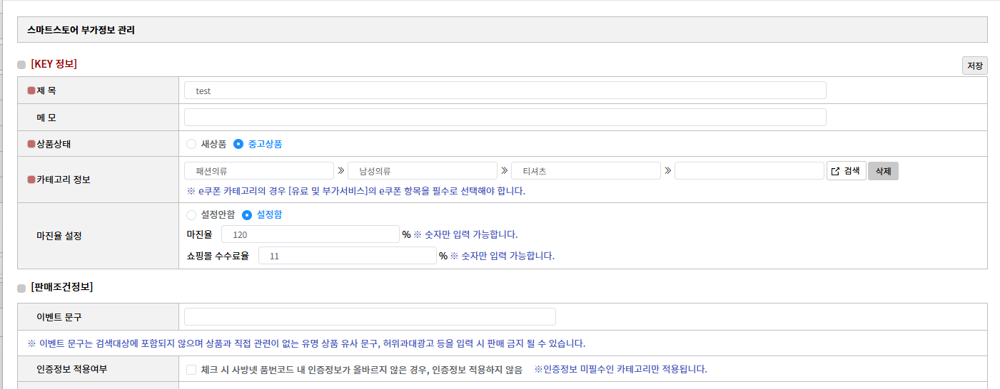 스마트스토어 부가정보 관리
[KEY 정보]
저장
제 목
test
메 모
상품상태
새상품
중고상품
카테고리 정보
패션의류 » 남성의류 » 티셔츠 » 검색 삭제
※ e쿠폰 카테고리의 경우 [유료 및 부가서비스]의 e쿠폰 항목을 필수로 선택해야 합니다.
마진율 설정
설정안함
설정함
마진율 120 % ※ 숫자만 입력 가능합니다.
쇼핑몰 수수료율 11 % ※ 숫자만 입력 가능합니다.
[판매조건정보]
이벤트 문구
※ 이벤트 문구는 검색대상에 포함되지 않으며 상품과 직접 관련이 없는 유명 상품 유사 문구, 허위과대광고 등을 입력 시 판매 금지 될 수 있습니다.
인증정보 적용여부
체크 시 사방넷 품번코드 내 인증정보가 올바르지 않은 경우, 인증정보 적용하지 않음 ※인증정보 미필수인 카테고리만 적용됩니다.